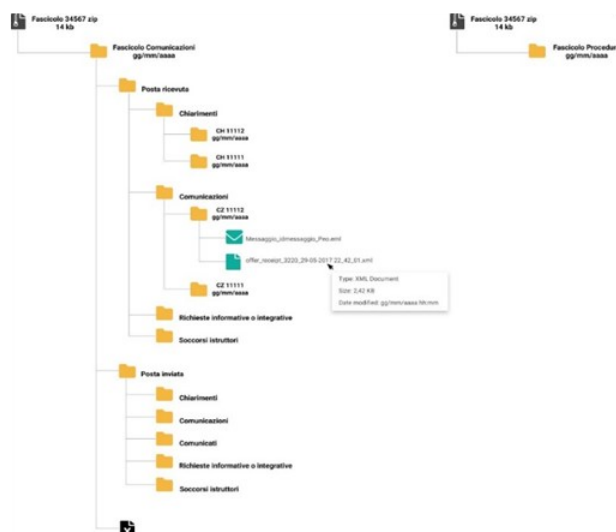 Fascicolo 34567 zip
14 kb
Fascicolo Comunicazioni
gg/mm/aaaa
Posta ricevuta
Chiarimenti
CH 11112
gg/mm/aaaa
CH 11111
gg/mm/aaaa
Comunicazioni
CZ 11112
gg/mm/aaaa
Messaggio_idmessaggio_Peo.eml
offer_receipt_3220_29-05-2017 22_42_01.xml
Type: XML Document
Size: 2,42 KB
Date modified: gg/mm/aaaa hh:mm
CZ 11111
gg/mm/aaaa
Richieste informative o integrative
Soccorsi istruttori
Posta inviata
Chiarimenti
Comunicazioni
Comunicati
Richieste informative o integrative
Soccorsi istruttori
Fascicolo 34567 zip
14 kb
Fascicolo Procedur
gg/mm/aaaa